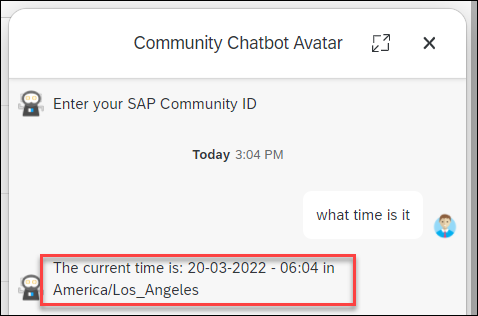 Community Chatbot Avatar
Enter your SAP Community ID
Today 3:04 PM
what time is it
The current time is: 20-03-2022 - 06:04 in
America/Los_Angeles